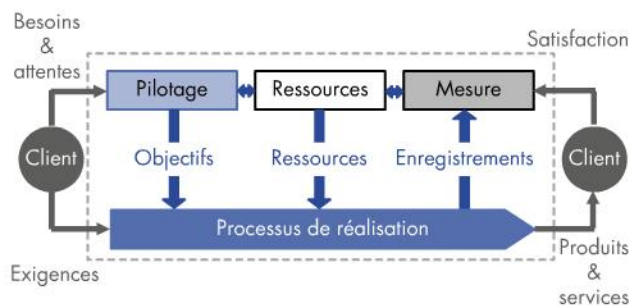 Besoins
&
attentes
Satisfaction
Pilotage
Ressources
Mesure
Client
Objectifs
Ressources
Enregistrements
Client
Processus de réalisation
Exigences
Produits
&
services